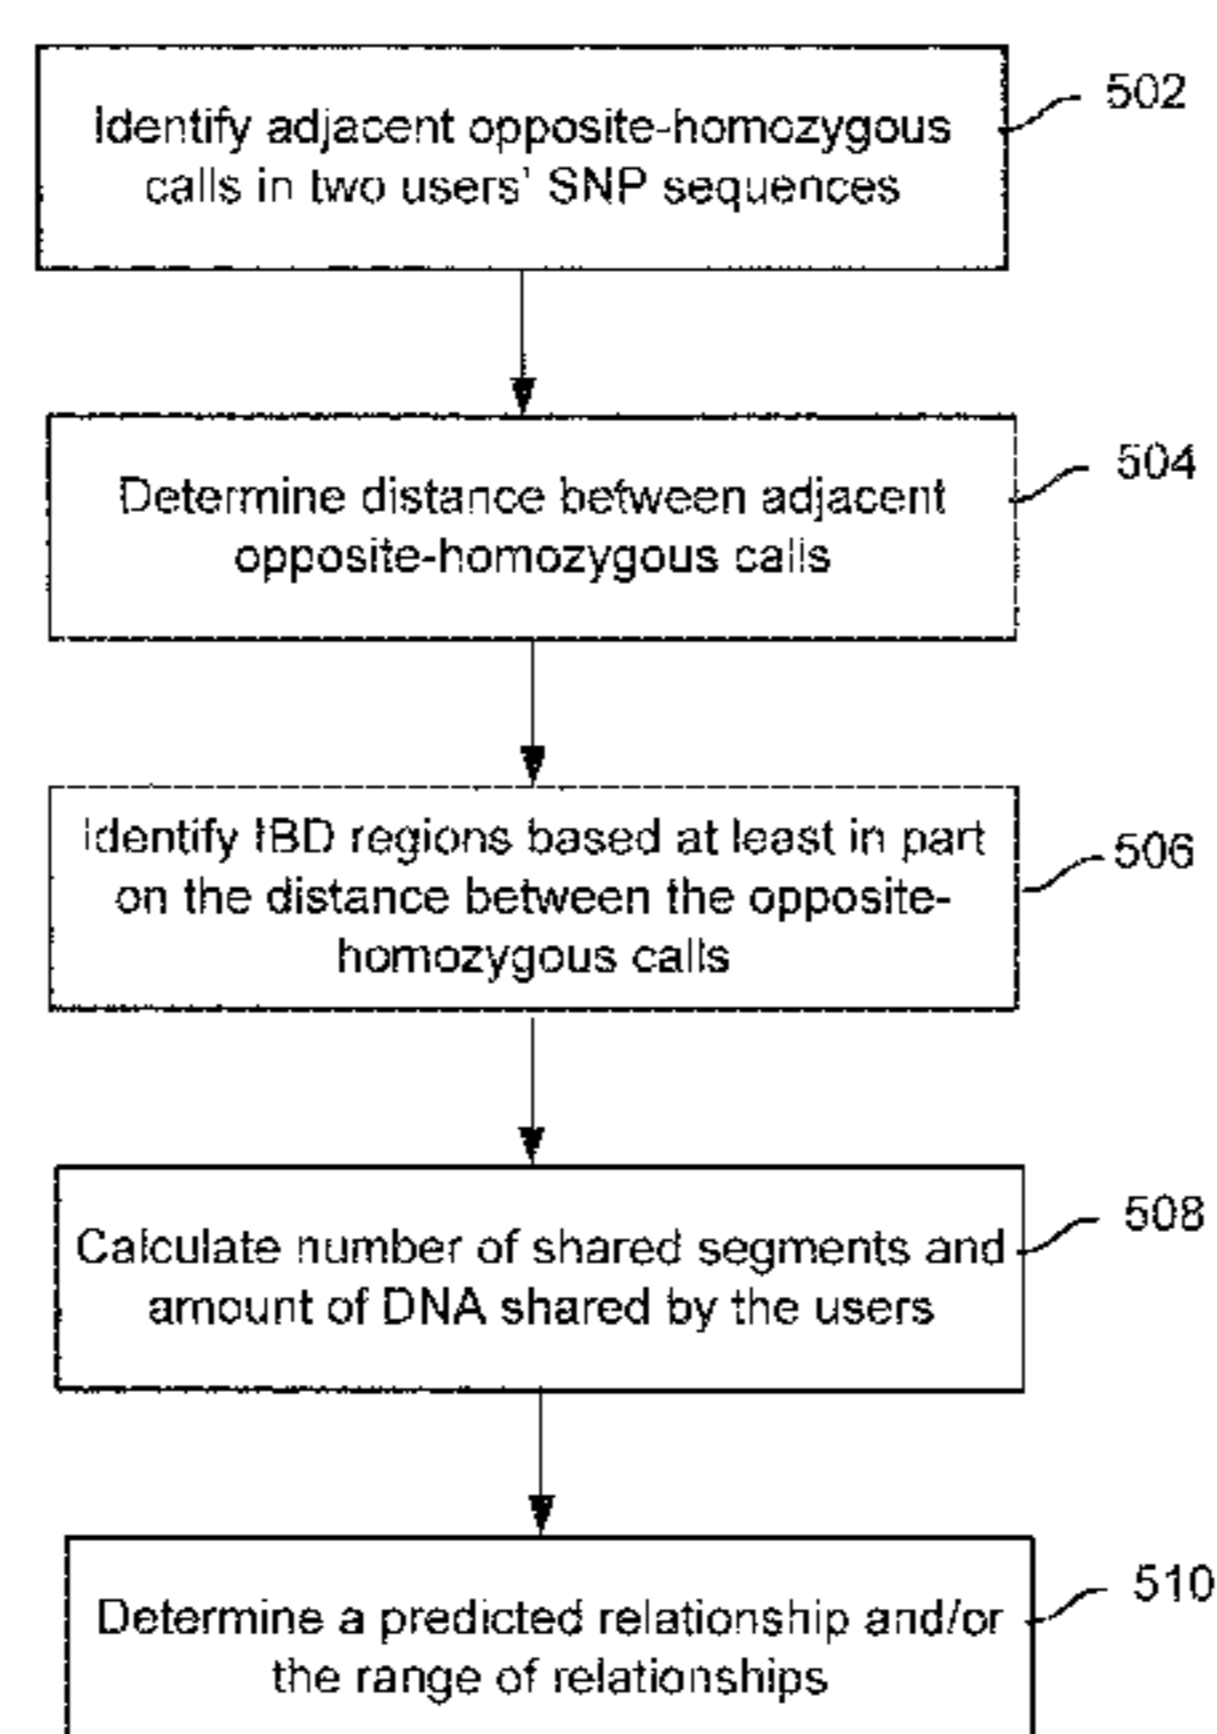 Identify adjacent opposite-homozygous
calls in two users' SNP sequences
502
Determine distance between adjacent
opposite-homozygous calls
504
Identify IBD regions based at least in part
on the distance between the opposite-
homozygous calls
506
Calculate number of shared segments and
amount of DNA shared by the users
508
Determine a predicted relationship and/or
the range of relationships
510